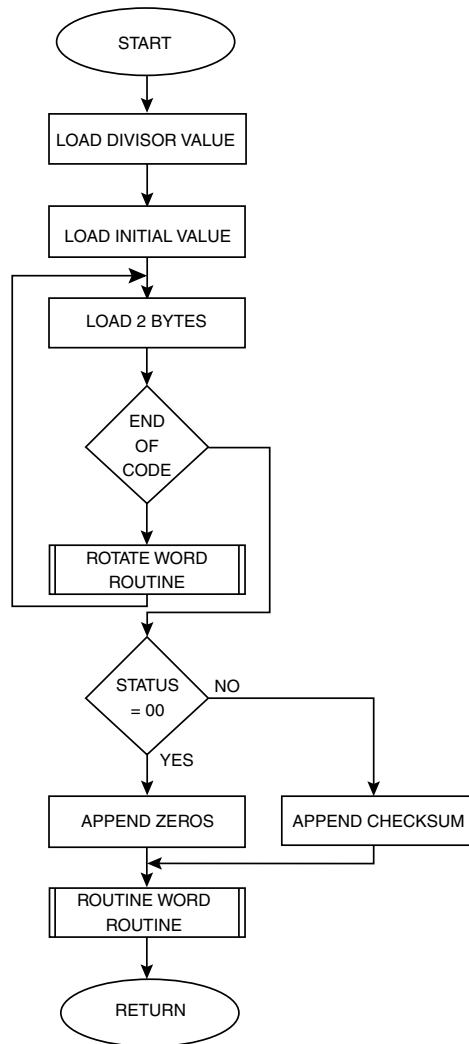 START
LOAD DIVISOR VALUE
LOAD INITIAL VALUE
LOAD 2 BYTES
END
OF
CODE
ROTATE WORD
ROUTINE
STATUS
= 00
NO
YES
APPEND ZEROS
APPEND CHECKSUM
ROUTINE WORD
ROUTINE
RETURN